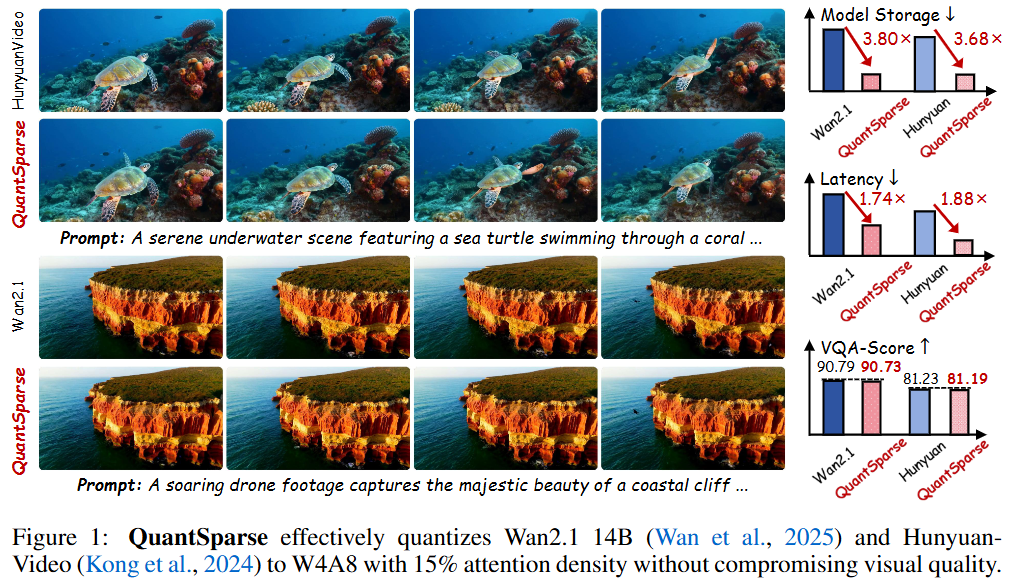 HunyuanVideo
QuantSparse
Prompt: A serene underwater scene featuring a sea turtle swimming through a coral ...
Wan2.1
QuantSparse
Prompt: A soaring drone footage captures the majestic beauty of a coastal cliff ...
Model Storage ↓
3.80×
3.68×
Wan2.1
QuantSparse
Hunyuan
QuantSparse
Latency ↓
1.74×
1.88×
Wan2.1
QuantSparse
Hunyuan
QuantSparse
VQA-Score ↑
90.79 90.73
81.23 81.19
Wan2.1
QuantSparse
Hunyuan
QuantSparse
Figure 1: QuantSparse effectively quantizes Wan2.1 14B (Wan et al., 2025) and Hunyuan-
Video (Kong et al., 2024) to W4A8 with 15% attention density without compromising visual quality.